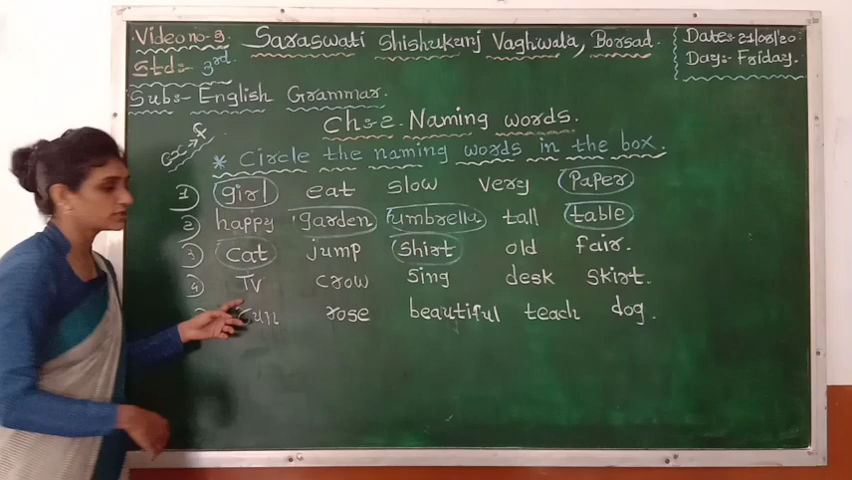 Video no-9. Saraswati Shishukunj Vaghwala, Borsad. Date:- 21/08/20
Std:- 3rd. Day:- Friday.
Sub:- English Grammar.
Ch:-2. Naming words.
* Circle the naming words in the box.
1 girl eat slow very Paper
2 happy garden umbrella tall table
3 cat jump Shirt old fair.
4 TV crow sing desk skirt.
rose beautiful teach dog.